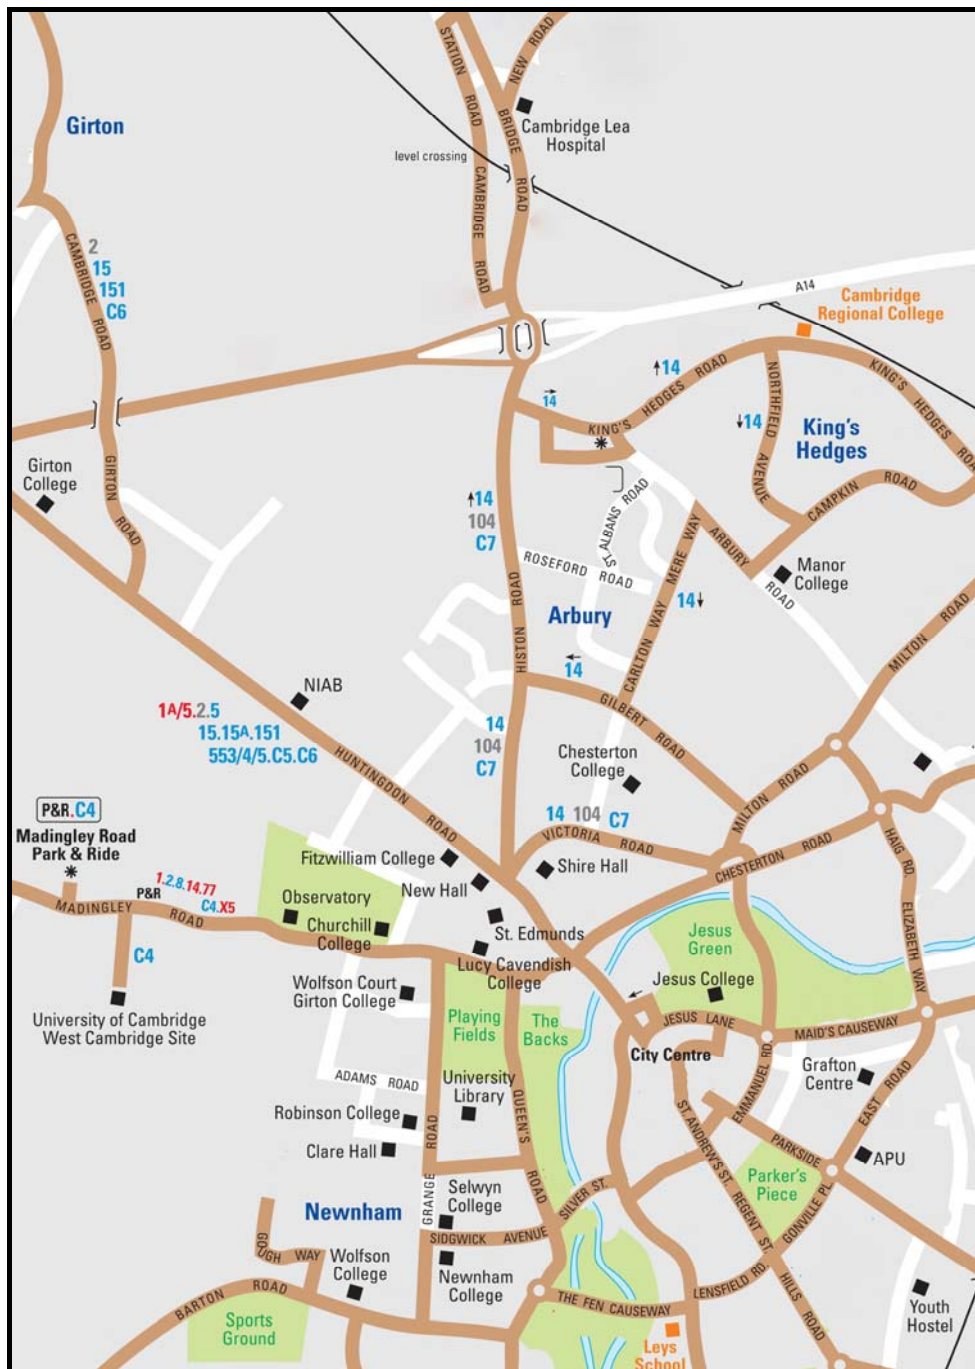 STATION ROAD
NEW ROAD
BRIDGE ROAD
Cambridge Lea
Hospital
Girton
level crossing
CAMBRIDGE ROAD
CAMBRIDGE ROAD
2
15
151
C6
A14
Cambridge
Regional College
14
14
KING'S HEDGES ROAD
KING'S HEDGES RO
NORTHFIELD AVENUE
14
King's
Hedges
Girton
College
GIRTON ROAD
14
104
C7
ST. ALBANS ROAD
CAMPKIN ROAD
ROSEFORD ROAD
CARLTON WAY MERE WAY
ARBURY ROAD
Manor
College
HISTON ROAD
Arbury
14
14
MILTON ROAD
NIAB
1A/5.2.5
15.15A.151
553/4/5.C5.C6
GILBERT ROAD
14
104
C7
HUNTINGDON ROAD
Chesterton
College
MILTON ROAD
P&R.C4
Madingley Road
Park & Ride
14 104 C7
VICTORIA ROAD
Fitzwilliam College
Shire Hall
CHESTERTON ROAD
HAIG RD.
ELIZABETH WAY
New Hall
P&R
1.2.8.14.77
C4.X5
MADINGLEY ROAD
Observatory
Churchill
College
St. Edmunds
Lucy Cavendish
College
Jesus
Green
Jesus College
C4
Wolfson Court
Girton College
University of Cambridge
West Cambridge Site
Playing
Fields
The
Backs
JESUS LANE
MAID'S CAUSEWAY
City Centre
Grafton
Centre
ADAMS ROAD
University
Library
QUEEN'S ROAD
EMMANUEL RD.
EAST ROAD
Robinson College
Clare Hall
GRANGE ROAD
ST. ANDREW'S ST.
REGENT ST.
PARKSIDE
APU
Parker's
Piece
GONVILLE PL.
Newnham
Selwyn
College
SILVER ST.
SIDGWICK AVENUE
GOUGH WAY
Wolfson
College
Newnham
College
BARTON ROAD
THE FEN CAUSEWAY
LENSFIELD RD.
HILLS ROAD
Sports
Ground
Leys
School
Youth
Hostel